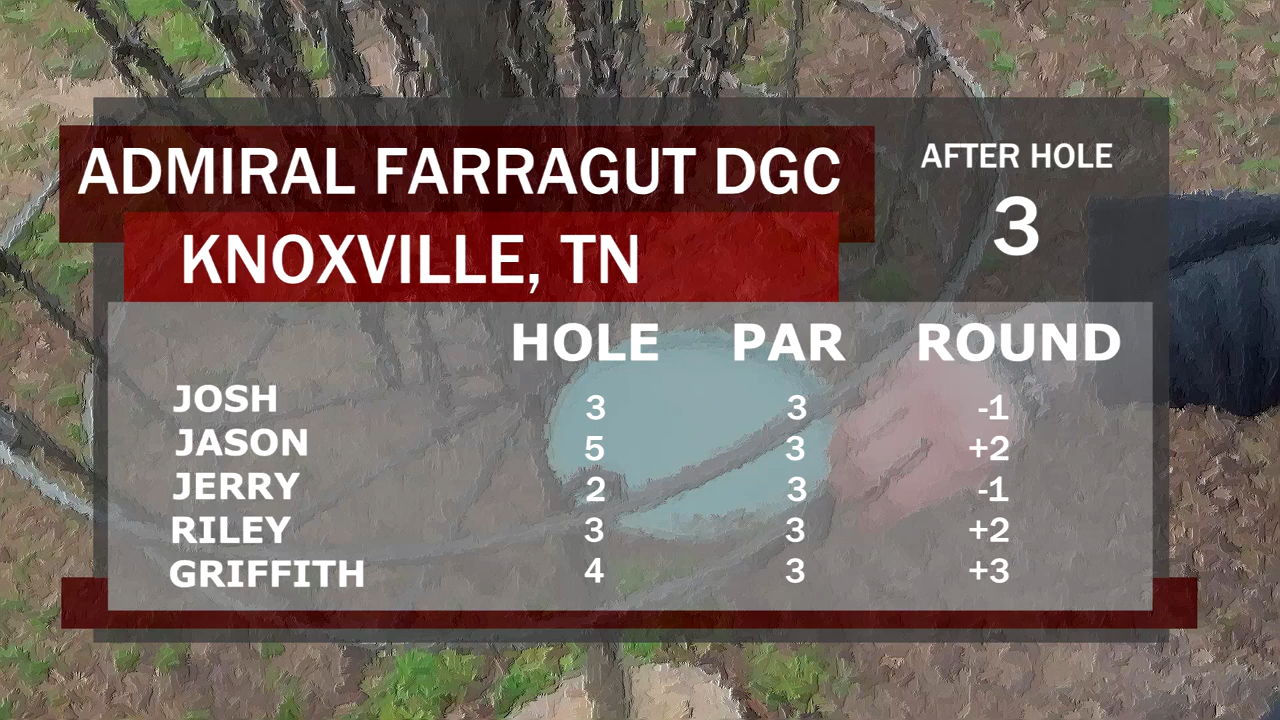 ADMIRAL FARRAGUT DGC
KNOXVILLE, TN
AFTER HOLE
3
HOLE PAR ROUND
JOSH 3 3 -1
JASON 5 3 +2
JERRY 2 3 -1
RILEY 3 3 +2
GRIFFITH 4 3 +3